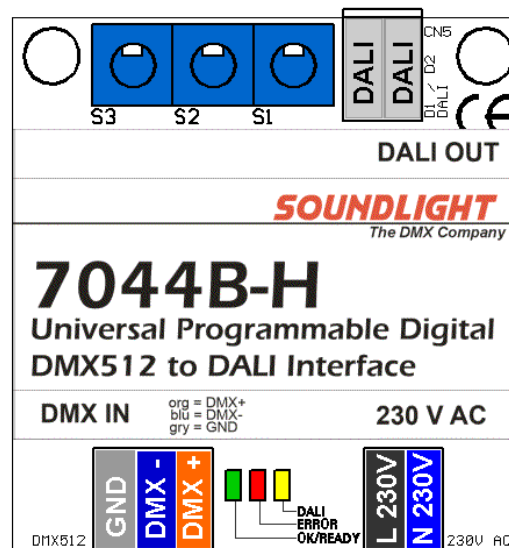 DALI DALI
CN5
D1 / D2
DALI
S3 S2 S1
CE
DALI OUT
SOUNDLIGHT
The DMX Company
7044B-H
Universal Programmable Digital
DMX512 to DALI Interface
DMX IN
org = DMX+
blu = DMX-
gry = GND
230 V AC
GND
DMX -
DMX +
DALI
ERROR
OK/READY
L 230V
N 230V
DMX512
230V AC